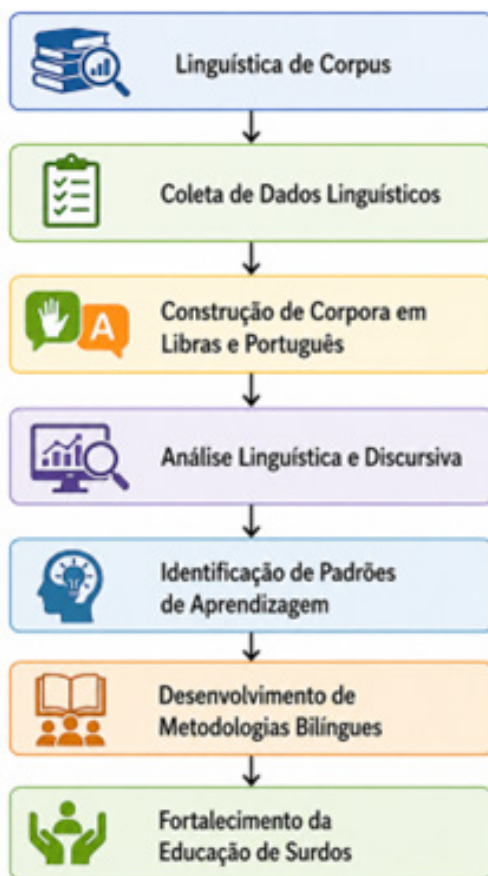 Linguística de Corpus
Coleta de Dados Linguísticos
A
Construção de Corpora em
Libras e Português
Análise Linguística e Discursiva
Identificação de Padrões
de Aprendizagem
Desenvolvimento de
Metodologias Bilíngues
Fortalecimento da
Educação de Surdos